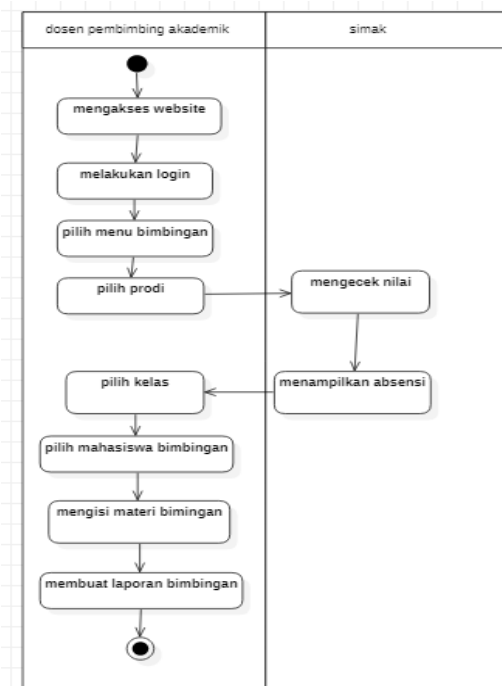 dosen pembimbing akademik
simak
mengakses website
melakukan login
pilih menu bimbingan
pilih prodi
mengecek nilai
menampilkan absensi
pilih kelas
pilih mahasiswa bimbingan
mengisi materi bimingan
membuat laporan bimbingan